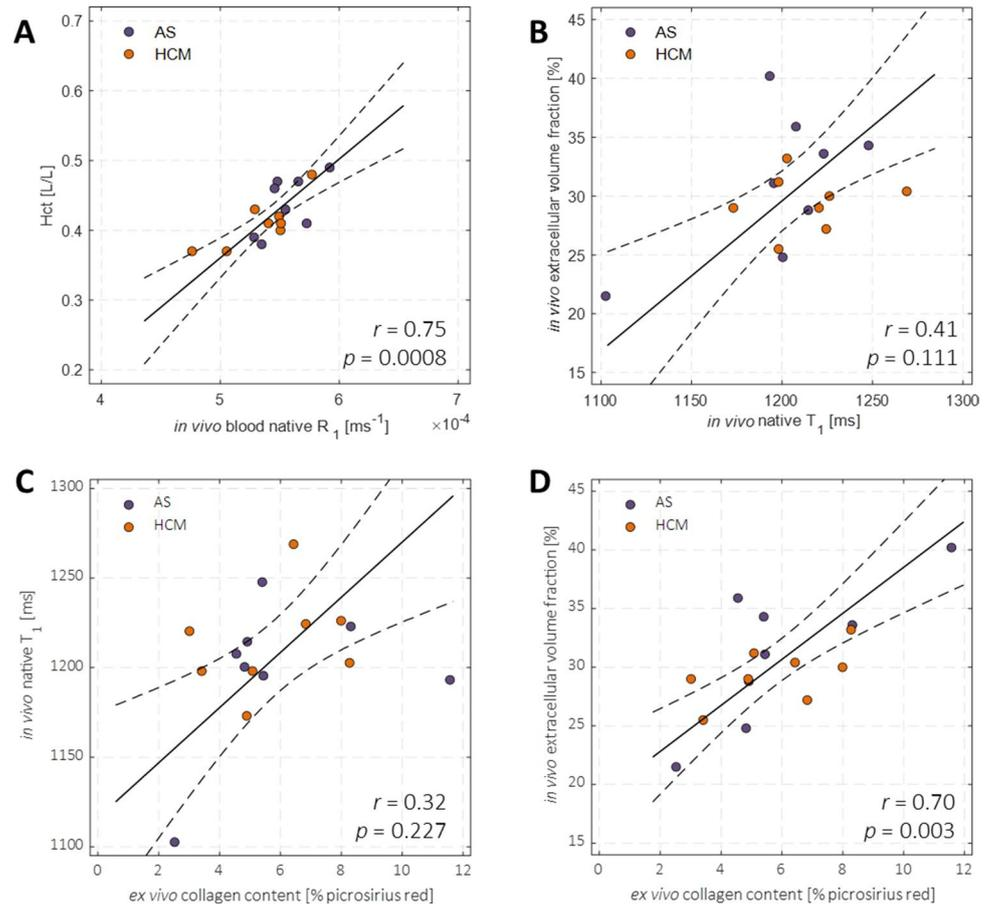 A
AS
HCM
0.7
0.6
0.5
0.4
0.3
0.2
Hct [L/L]
r = 0.75
p = 0.0008
4 5 6 7
in vivo blood native R1 [ms-1] ×10-4
B
AS
HCM
45
40
35
30
25
20
15
in vivo extracellular volume fraction [%]
r = 0.41
p = 0.111
1100 1150 1200 1250 1300
in vivo native T1 [ms]
C
AS
HCM
1300
1250
1200
1150
1100
in vivo native T1 [ms]
r = 0.32
p = 0.227
0 2 4 6 8 10 12
ex vivo collagen content [% picrosirius red]
D
AS
HCM
45
40
35
30
25
20
15
in vivo extracellular volume fraction [%]
r = 0.70
p = 0.003
0 2 4 6 8 10 12
ex vivo collagen content [% picrosirius red]